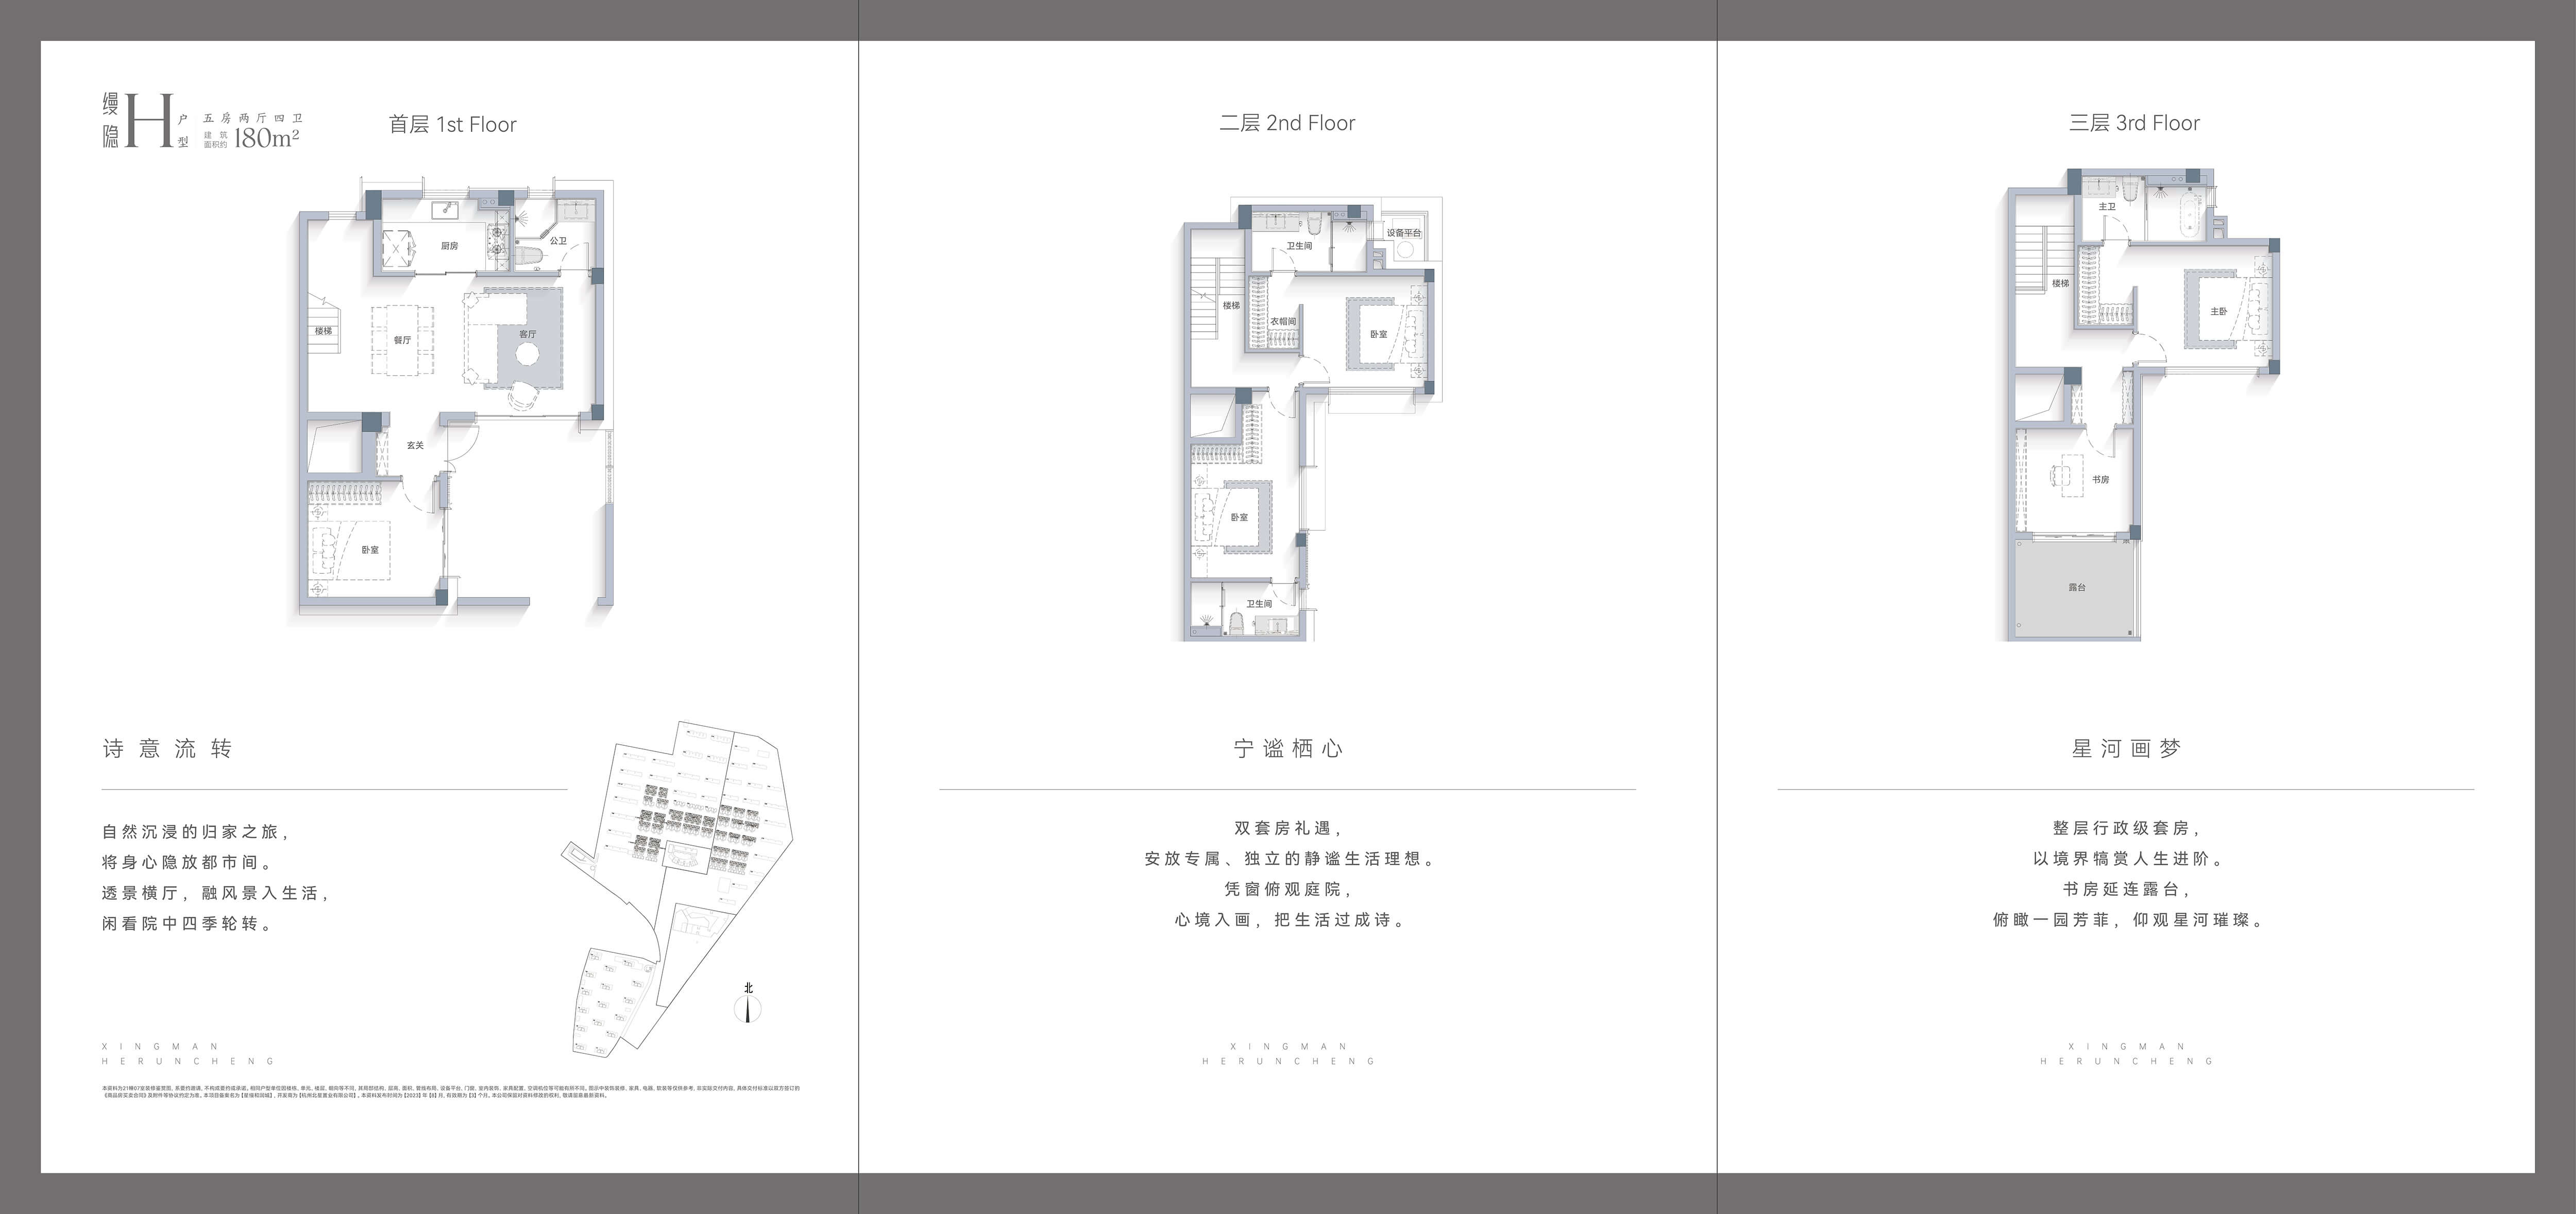 缦隐 H 户型
五房两厅四卫
建筑面积约 180m²
首层 1st Floor
厨房
公卫
楼梯
餐厅
客厅
玄关
卧室
诗意流转
自然沉浸的归家之旅，
将身心隐放都市间。
透景横厅，融风景入生活，
闲看院中四季轮转。
北
XINGMAN
HERUNCHENG
二层 2nd Floor
卫生间
设备平台
楼梯
衣帽间
卧室
卧室
卫生间
宁谧栖心
双套房礼遇，
安放专属、独立的静谧生活理想。
凭窗俯观庭院，
心境入画，把生活过成诗。
XINGMAN
HERUNCHENG
三层 3rd Floor
主卫
楼梯
主卧
书房
露台
星河画梦
整层行政级套房，
以境界犒赏人生进阶。
书房延连露台，
俯瞰一园芳菲，仰观星河璀璨。
XINGMAN
HERUNCHENG